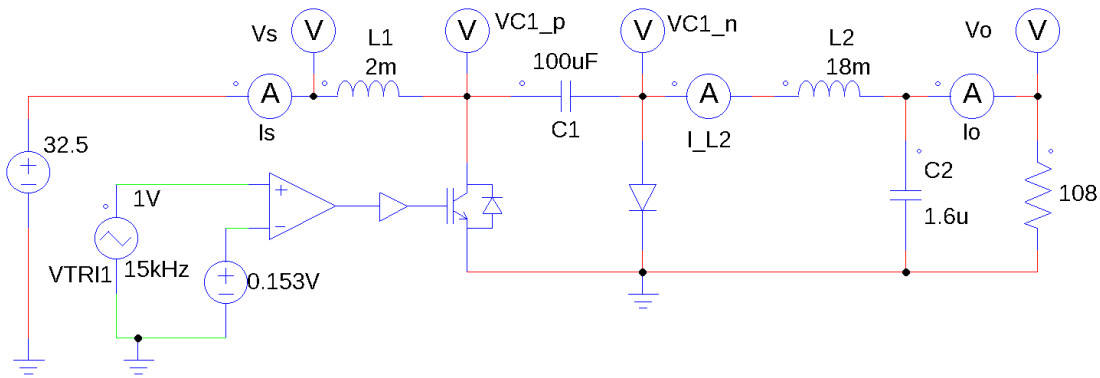 Vs
V
L1
2m
VC1_p
V
100uF
C1
V
VC1_n
L2
18m
Vo
V
A
Is
A
I_L2
A
Io
32.5
1V
VTRI1
15kHz
0.153V
C2
1.6u
108